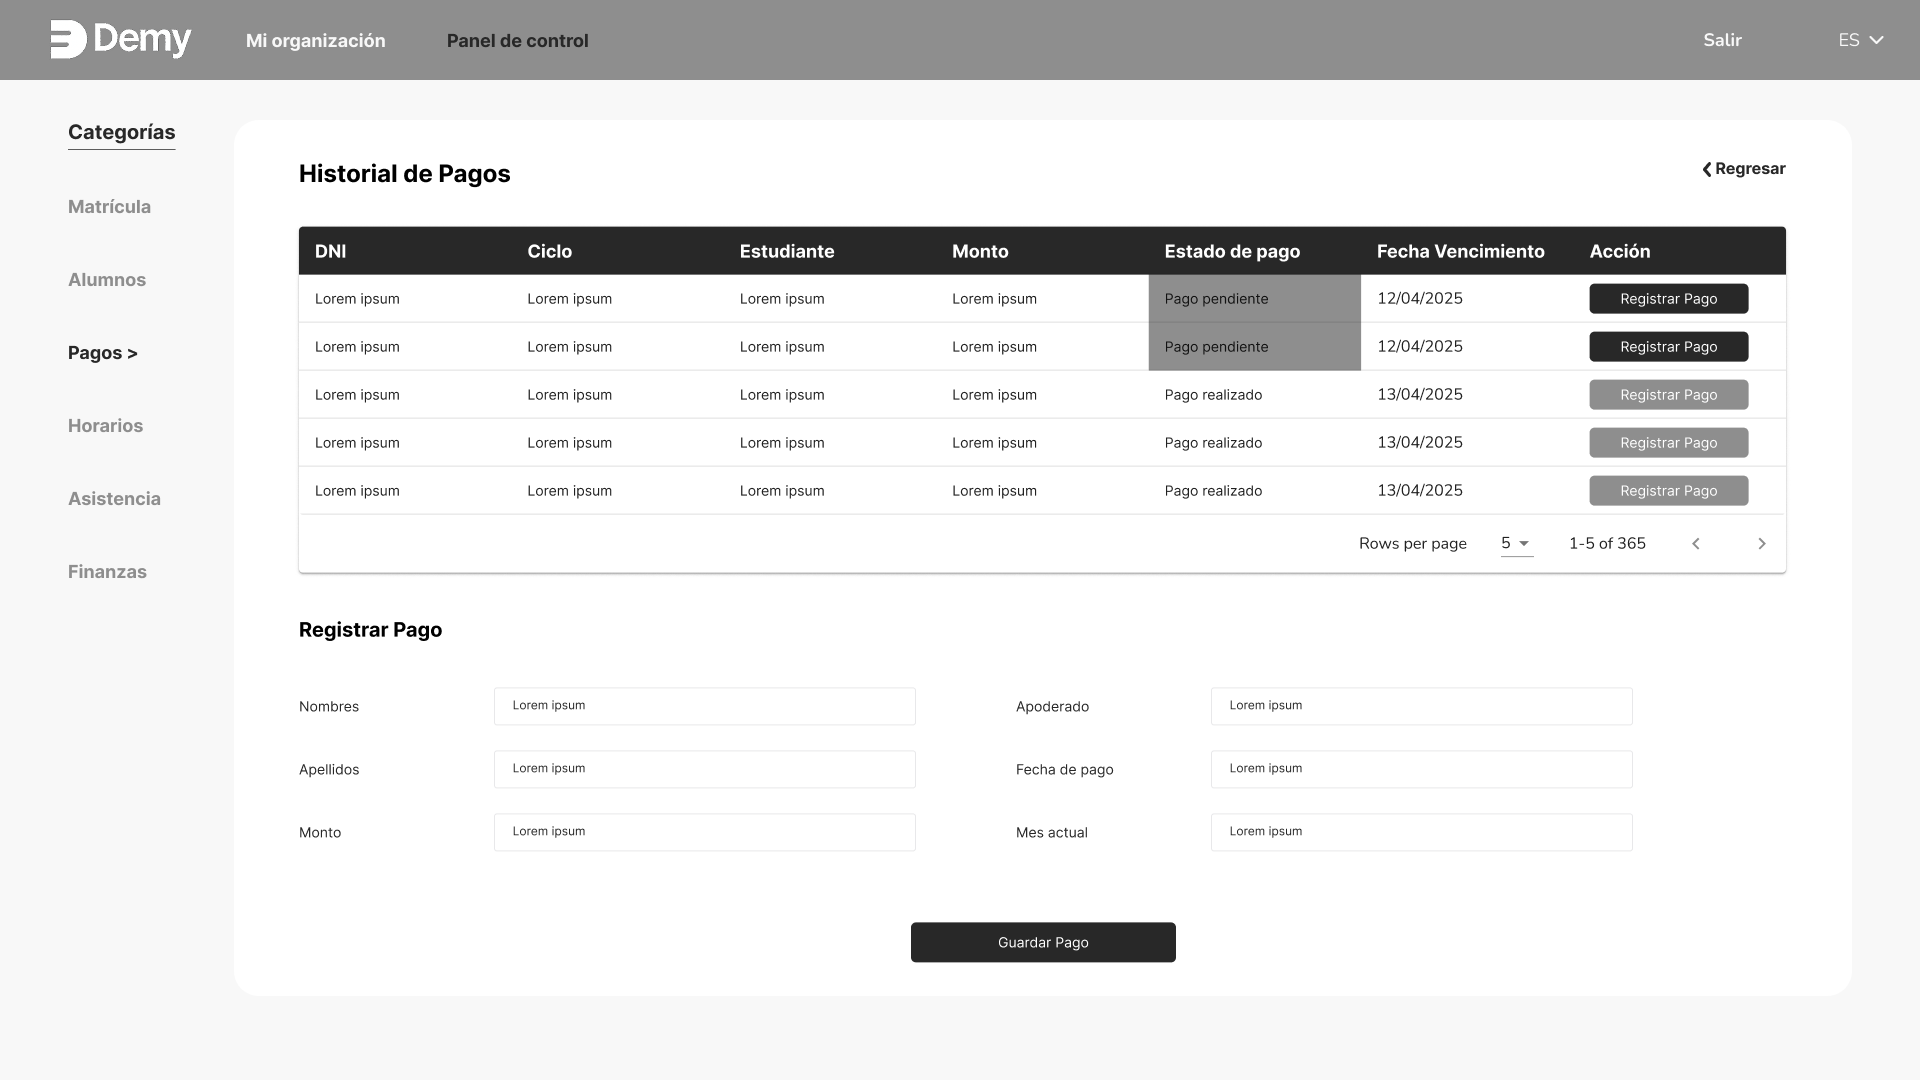 Demy Mi organización Panel de control Salir ES
Categorías
Matrícula
Alumnos
Pagos >
Horarios
Asistencia
Finanzas
Historial de Pagos
Regresar
DNI Ciclo Estudiante Monto Estado de pago Fecha Vencimiento Acción
Lorem ipsum Lorem ipsum Lorem ipsum Lorem ipsum Pago pendiente 12/04/2025 Registrar Pago
Lorem ipsum Lorem ipsum Lorem ipsum Lorem ipsum Pago pendiente 12/04/2025 Registrar Pago
Lorem ipsum Lorem ipsum Lorem ipsum Lorem ipsum Pago realizado 13/04/2025 Registrar Pago
Lorem ipsum Lorem ipsum Lorem ipsum Lorem ipsum Pago realizado 13/04/2025 Registrar Pago
Lorem ipsum Lorem ipsum Lorem ipsum Lorem ipsum Pago realizado 13/04/2025 Registrar Pago
Rows per page 5 1-5 of 365
Registrar Pago
Nombres Lorem ipsum Apoderado Lorem ipsum
Apellidos Lorem ipsum Fecha de pago Lorem ipsum
Monto Lorem ipsum Mes actual Lorem ipsum
Guardar Pago